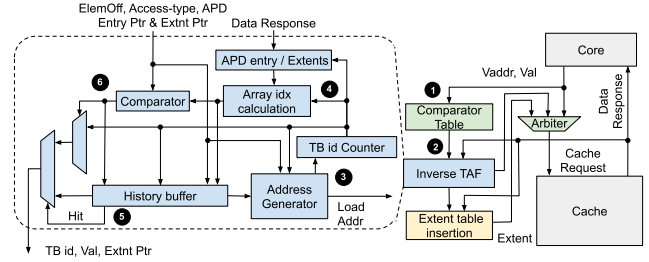 ElemOff, Access-type, APD
Entry Ptr & Extnt Ptr
Data Response
APD entry / Extents
6
4
Comparator
Array idx
calculation
TB id Counter
3
History buffer
Address
Generator
Hit
5
Load
Addr
TB id, Val, Extnt Ptr
Core
Vaddr, Val
1
Comparator
Table
Arbiter
Data
Response
2
Inverse TAF
Cache
Request
Extent table
insertion
Extent
Cache